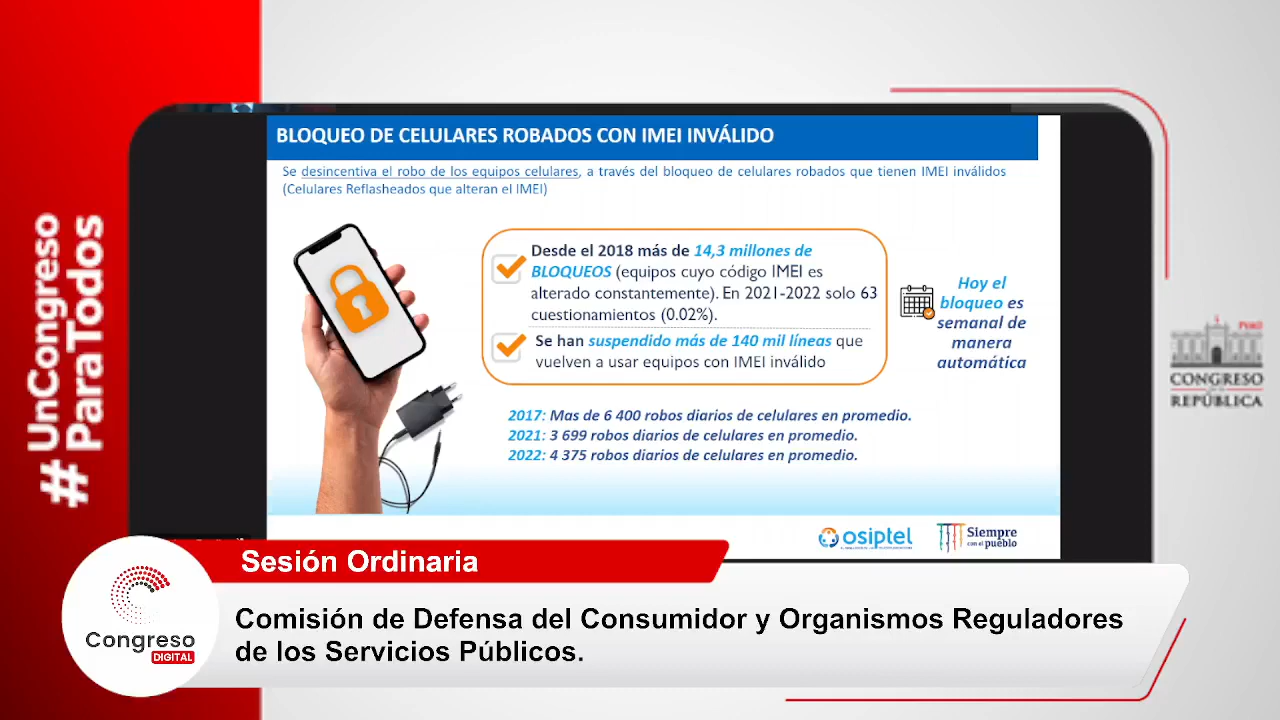 #UnCongreso
ParaTodos
BLOQUEO DE CELULARES ROBADOS CON IMEI INVÁLIDO
Se desincentiva el robo de los equipos celulares, a través del bloqueo de celulares robados que tienen IMEI inválidos
(Celulares Reflasheados que alteran el IMEI)
Desde el 2018 más de 14,3 millones de
BLOQUEOS (equipos cuyo código IMEI es
alterado constantemente). En 2021-2022 solo 63
cuestionamientos (0.02%).
Se han suspendido más de 140 mil líneas que
vuelven a usar equipos con IMEI inválido
Hoy el
bloqueo es
semanal de
manera
automática
2017: Mas de 6 400 robos diarios de celulares en promedio.
2021: 3 699 robos diarios de celulares en promedio.
2022: 4 375 robos diarios de celulares en promedio.
osiptel
Siempre
con el pueblo
PERÚ
CONGRESO
REPÚBLICA
Sesión Ordinaria
Comisión de Defensa del Consumidor y Organismos Reguladores
de los Servicios Públicos.
Congreso
DIGITAL